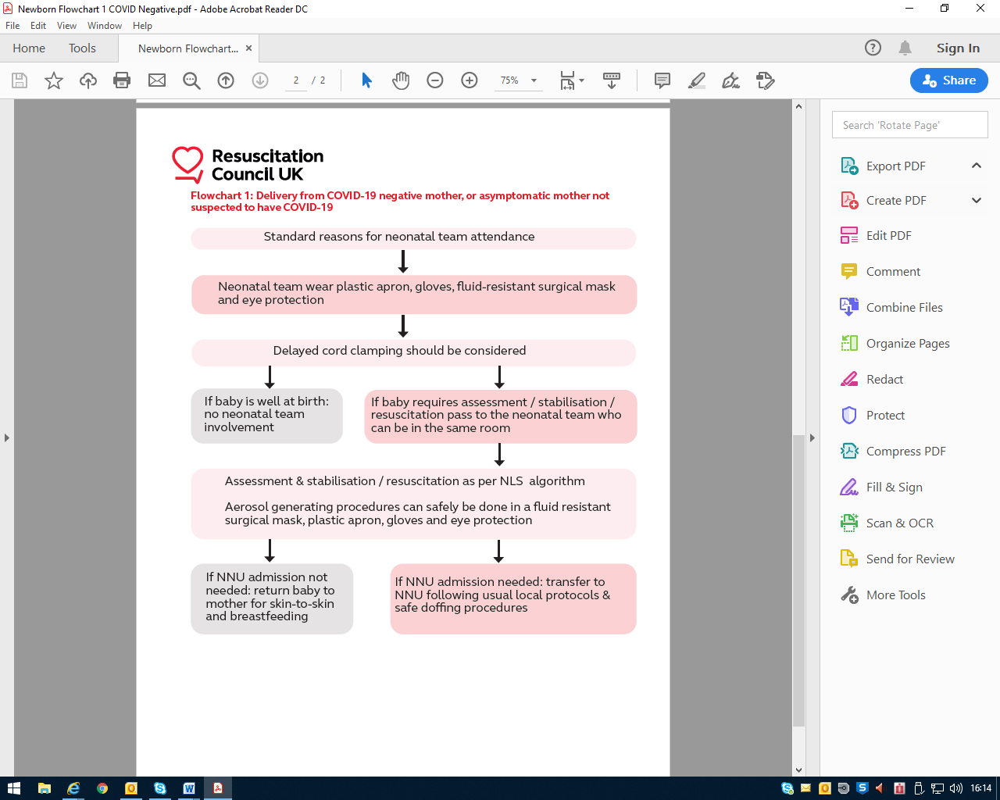 Newborn Flowchart 1 COVID Negative.pdf - Adobe Acrobat Reader DC
File Edit View Window Help
Home Tools Newborn Flowchart... × Sign In
2 / 2 75% Share
Resuscitation
Council UK
Flowchart 1: Delivery from COVID-19 negative mother, or asymptomatic mother not
suspected to have COVID-19
Standard reasons for neonatal team attendance
Neonatal team wear plastic apron, gloves, fluid-resistant surgical mask
and eye protection
Delayed cord clamping should be considered
If baby is well at birth:
no neonatal team
involvement
If baby requires assessment / stabilisation /
resuscitation pass to the neonatal team who
can be in the same room
Assessment & stabilisation / resuscitation as per NLS algorithm
Aerosol generating procedures can safely be done in a fluid resistant
surgical mask, plastic apron, gloves and eye protection
If NNU admission not
needed: return baby to
mother for skin-to-skin
and breastfeeding
If NNU admission needed: transfer to
NNU following usual local protocols &
safe doffing procedures
Search 'Rotate Page'
Export PDF
Create PDF
Edit PDF
Comment
Combine Files
Organize Pages
Redact
Protect
Compress PDF
Fill & Sign
Scan & OCR
Send for Review
More Tools
16:14